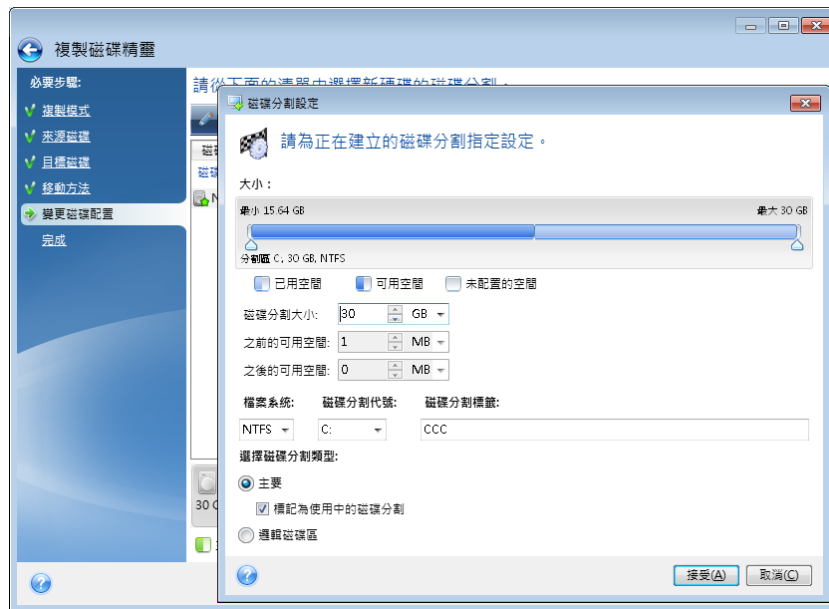 複製磁碟精靈
必要步驟:
複製模式
來源磁碟
目標磁碟
移動方法
變更磁碟配置
完成
磁碟分割設定
請為正在建立的磁碟分割指定設定。
大小：
最小 15.64 GB
最大 30 GB
分割區 C; 30 GB, NTFS
已用空間 可用空間 未配置的空間
磁碟分割大小: 30 GB
之前的可用空間: 1 MB
之後的可用空間: 0 MB
檔案系統: 磁碟分割代號: 磁碟分割標籤:
NTFS C: CCC
選擇磁碟分割類型:
主要
標記為使用中的磁碟分割
邏輯磁碟區
接受(A) 取消(C)